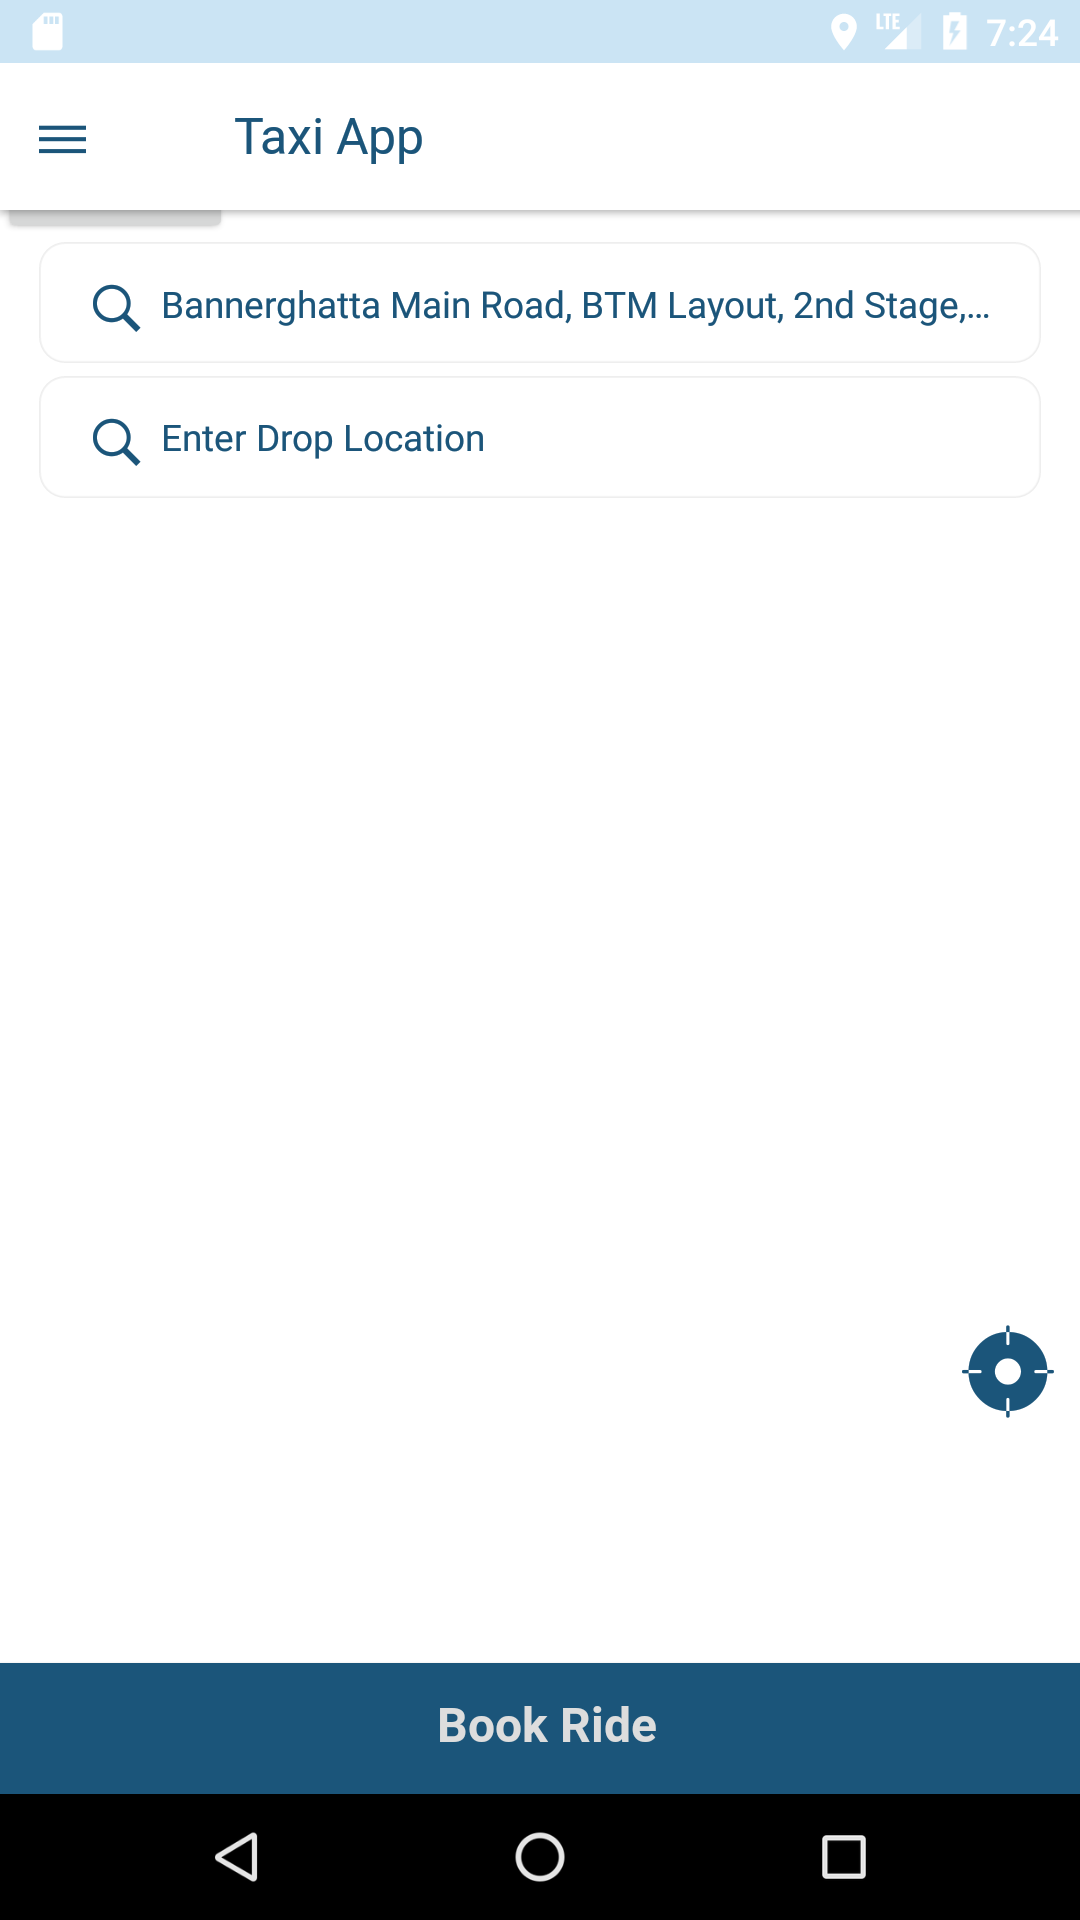 LTE 7:24
Taxi App
Bannerghatta Main Road, BTM Layout, 2nd Stage,...
Enter Drop Location
Book Ride